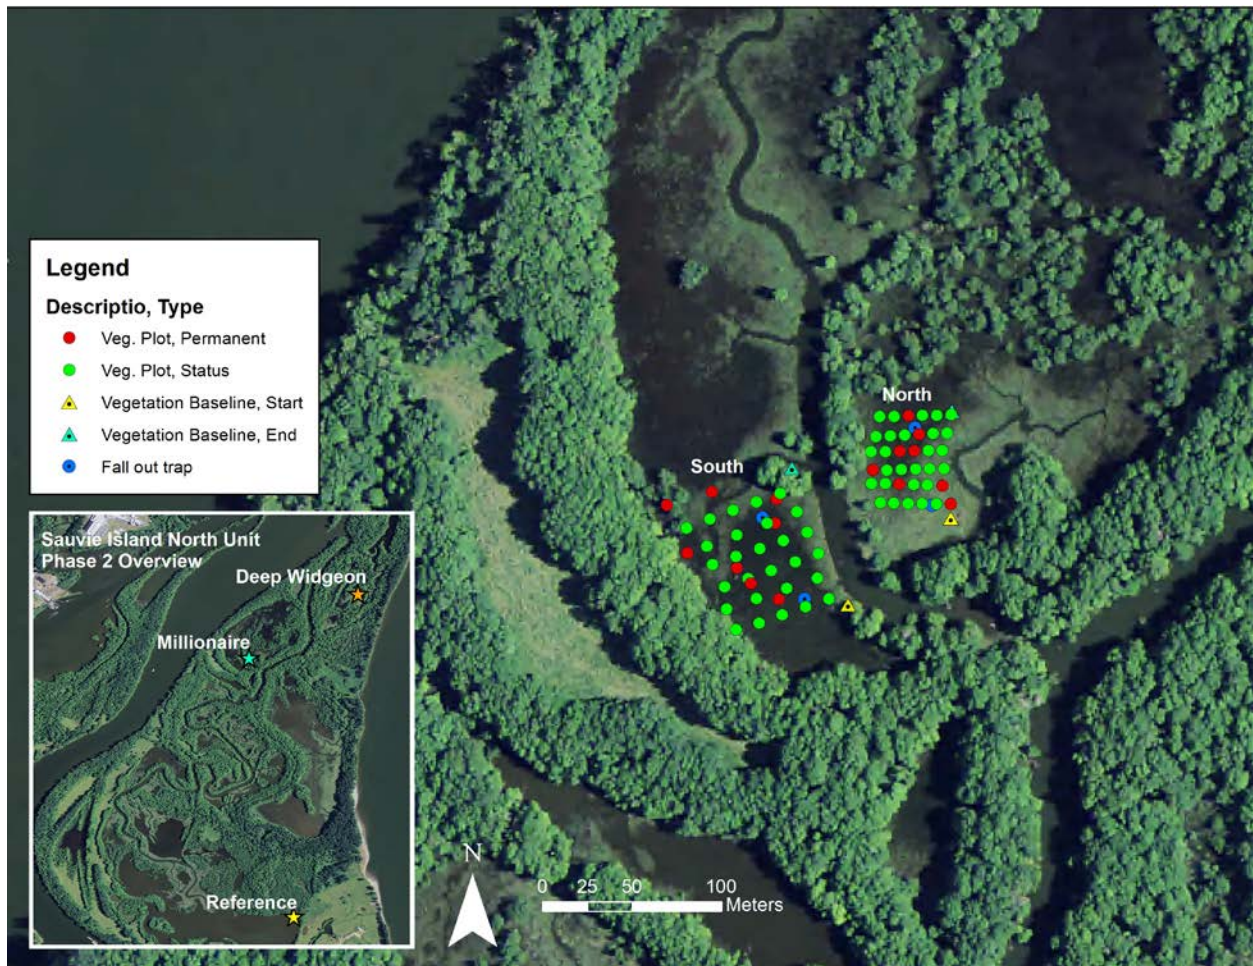 Legend
Descriptio, Type
Veg. Plot, Permanent
Veg. Plot, Status
Vegetation Baseline, Start
Vegetation Baseline, End
Fall out trap
North
South
Sauvie Island North Unit
Phase 2 Overview
Deep Widgeon
Millionaire
Reference
N
0 25 50 100
Meters